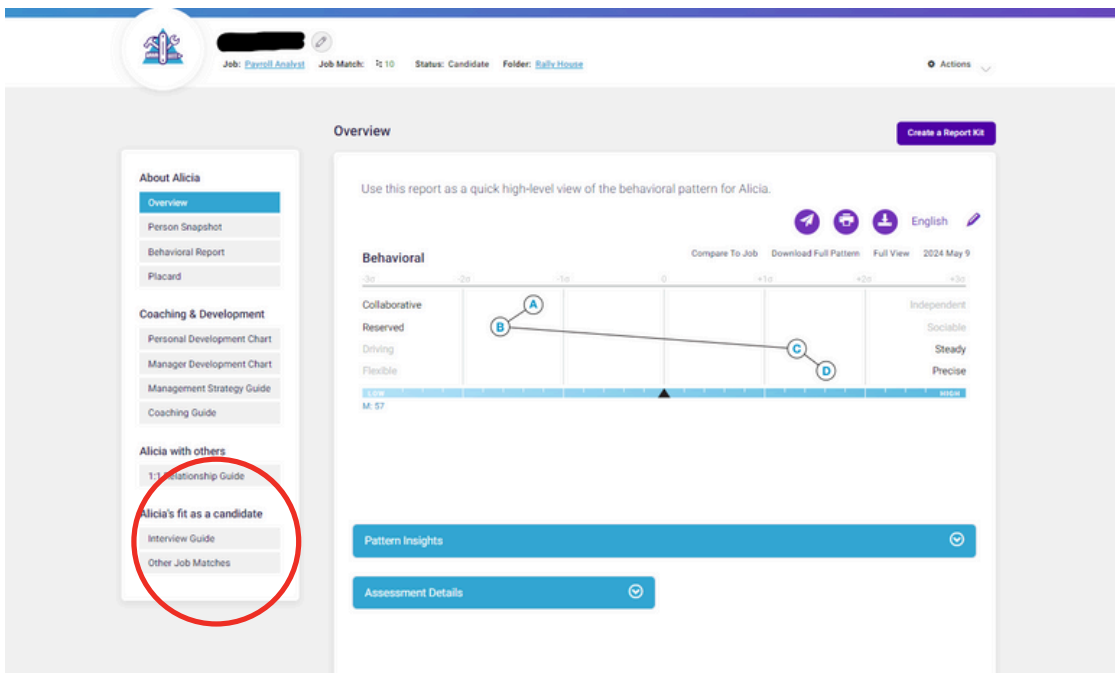 Job: Payroll Analyst Job Match: 10 Status: Candidate Folder: Rally House
Actions
Overview
Create a Report Kit
About Alicia
Overview
Person Snapshot
Behavioral Report
Placard
Coaching & Development
Personal Development Chart
Manager Development Chart
Management Strategy Guide
Coaching Guide
Alicia with others
1:1 Relationship Guide
Alicia's fit as a candidate
Interview Guide
Other Job Matches
Use this report as a quick high-level view of the behavioral pattern for Alicia.
English
Behavioral
Compare To Job Download Full Pattern Full View 2024 May 9
-3σ -2σ -1σ 0 +1σ +2σ +3σ
Collaborative A Independent
Reserved B Sociable
Driving C Steady
Flexible D Precise
LOW HIGH
M: 57
Pattern Insights
Assessment Details